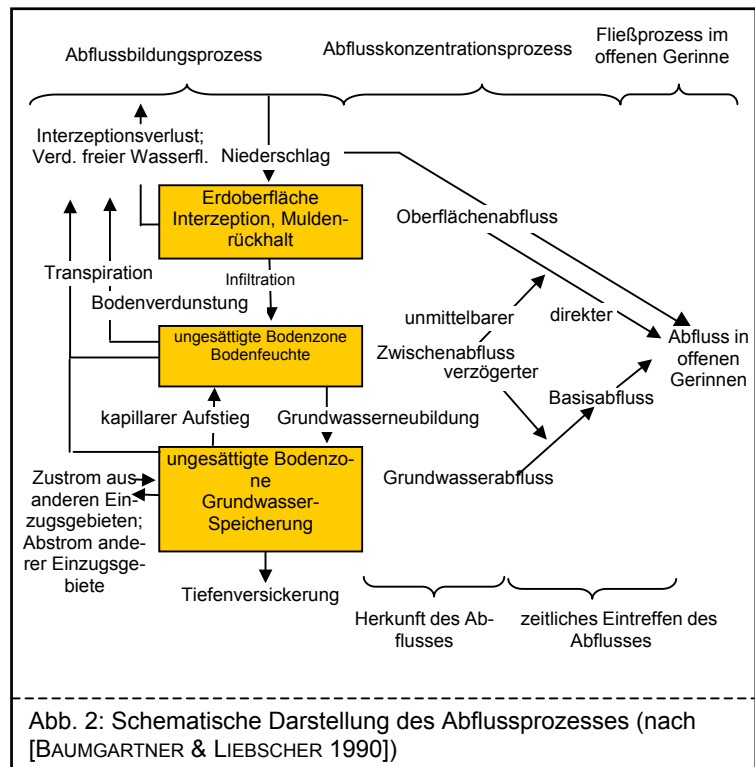 Abflussbildungsprozess
Abflusskonzentrationsprozess
Fließprozess im
offenen Gerinne
Interzeptionsverlust;
Verd. freier Wasserfl.
Niederschlag
Erdoberfläche
Interzeption, Mulden-
rückhalt
Oberflächenabfluss
Transpiration
Bodenverdunstung
Infiltration
unmittelbarer
direkter
ungesättigte Bodenzone
Bodenfeuchte
Zwischenabfluss
verzögerter
Abfluss in
offenen
Gerinnen
Basisabfluss
kapillarer Aufstieg
Grundwasserneubildung
ungesättigte Bodenzo-
ne
Grundwasser-
Speicherung
Grundwasserabfluss
Zustrom aus
anderen Ein-
zugsgebieten;
Abstrom ande-
rer Einzugsge-
biete
Tiefenversickerung
Herkunft des Ab-
flusses
zeitliches Eintreffen des
Abflusses
Abb. 2: Schematische Darstellung des Abflussprozesses (nach
[BAUMGARTNER & LIEBSCHER 1990])